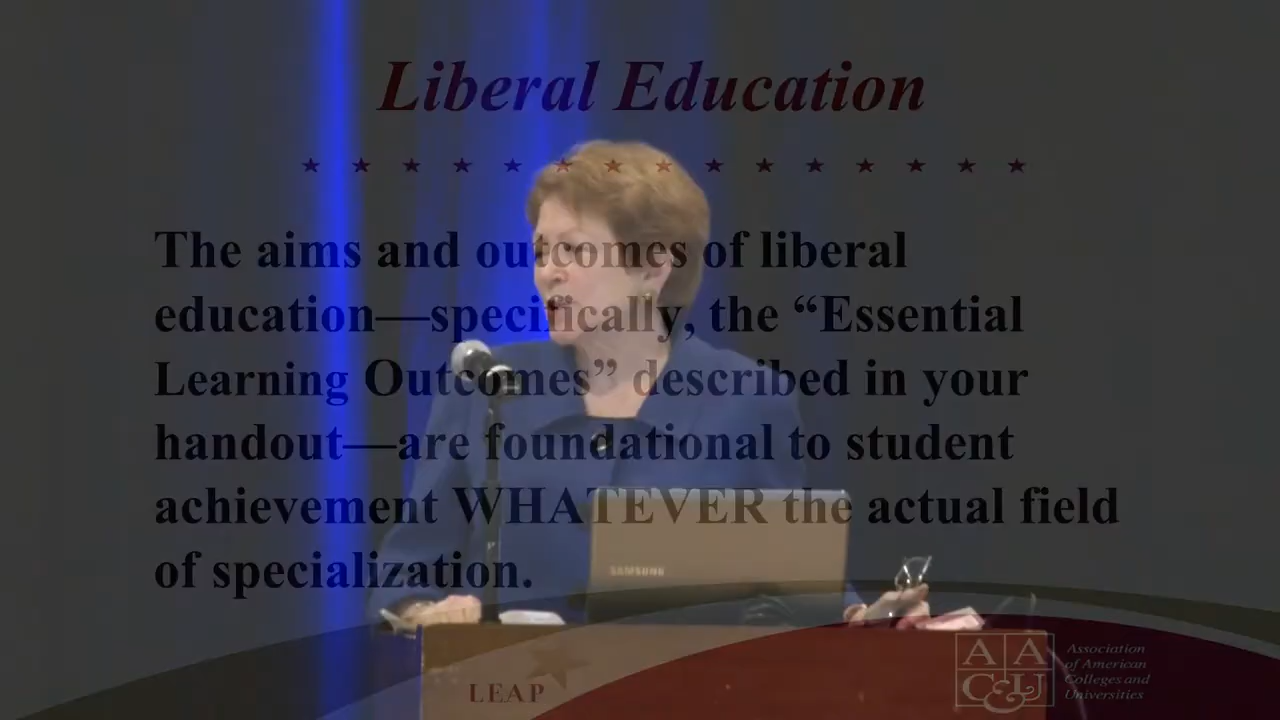 Liberal Education
The aims and outcomes of liberal
education—specifically, the “Essential
Learning Outcomes” described in your
handout—are foundational to student
achievement WHATEVER the actual field
of specialization.
SAMSUNG
LEAP
AAC&U
Association
of American
Colleges and
Universities